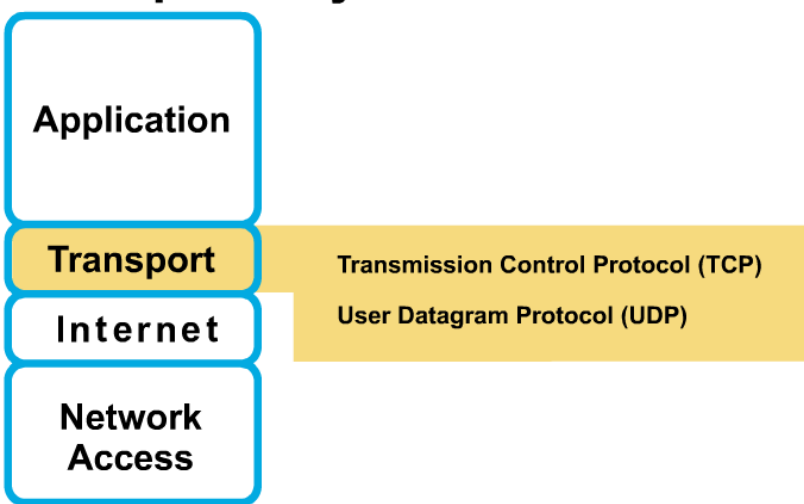 Application
Transport
Transmission Control Protocol (TCP)
User Datagram Protocol (UDP)
Internet
Network
Access